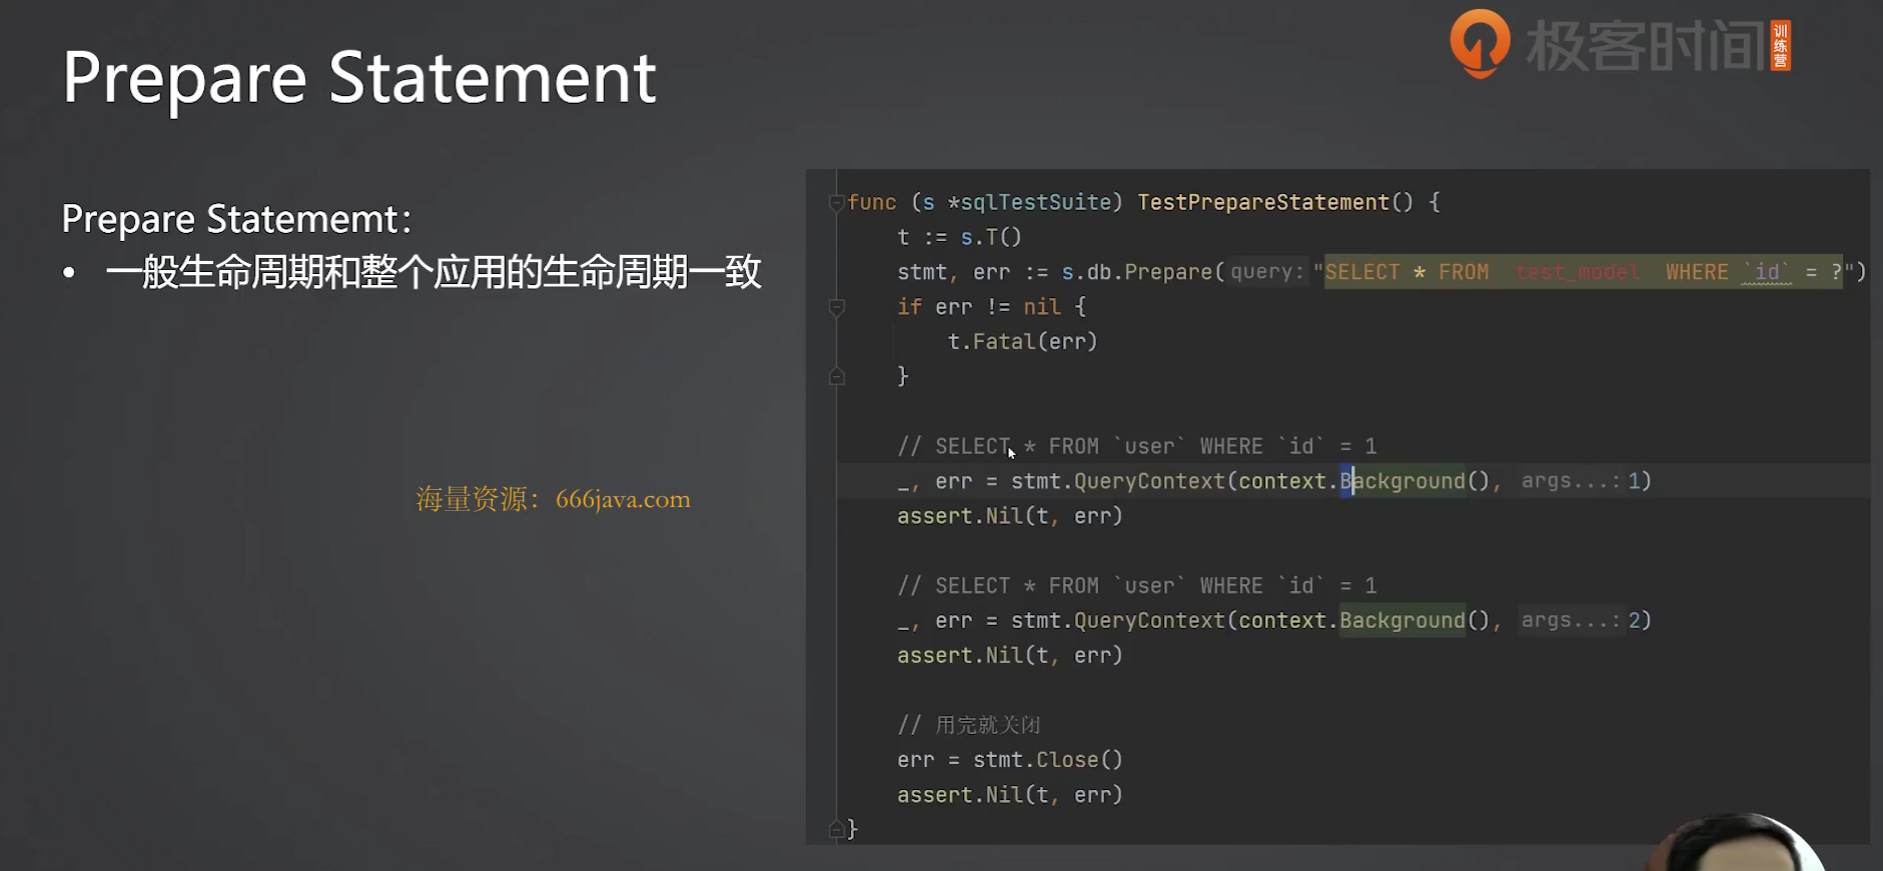 Prepare Statement
极客时间
训练营
Prepare Statememt：
• 一般生命周期和整个应用的生命周期一致
海量资源：666java.com
func (s *sqlTestSuite) TestPrepareStatement() {
t := s.T()
stmt, err := s.db.Prepare( query: "SELECT * FROM test_model WHERE `id` = ?")
if err != nil {
t.Fatal(err)
}
// SELECT * FROM `user` WHERE `id` = 1
_, err = stmt.QueryContext(context.Background(), args...: 1)
assert.Nil(t, err)
// SELECT * FROM `user` WHERE `id` = 1
_, err = stmt.QueryContext(context.Background(), args...: 2)
assert.Nil(t, err)
// 用完就关闭
err = stmt.Close()
assert.Nil(t, err)
}